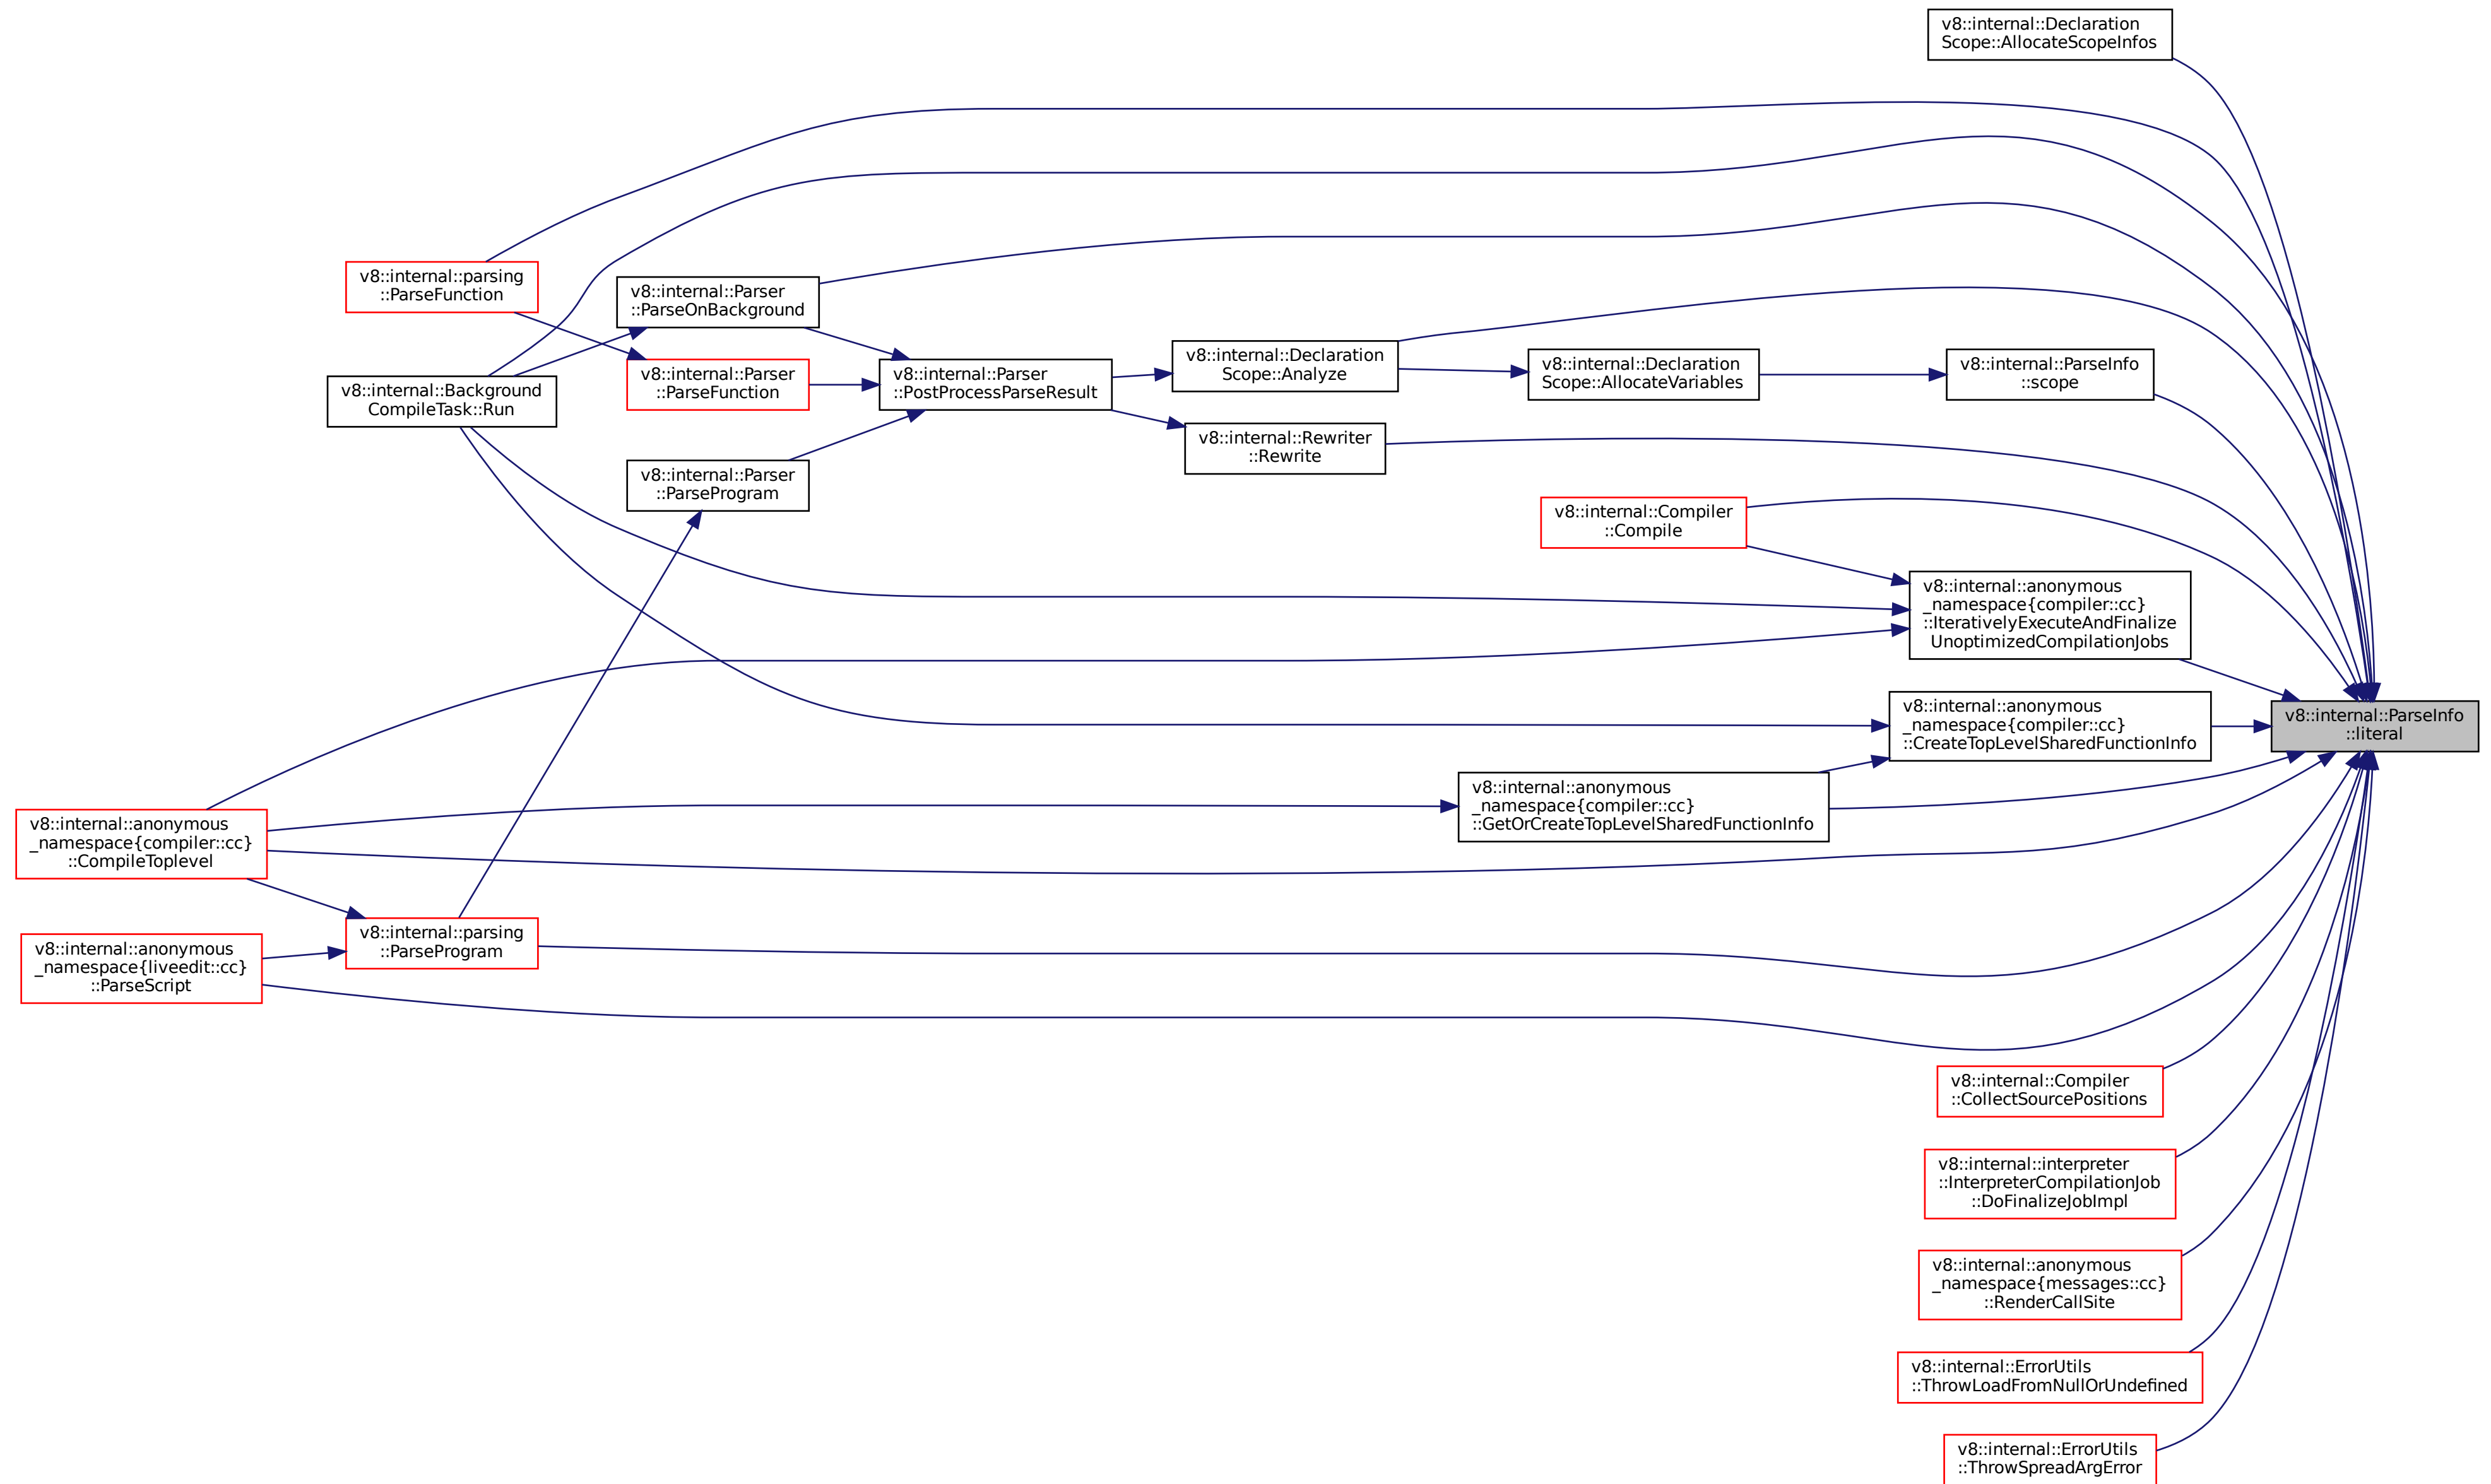 v8::internal::Declaration
Scope::AllocateScopeInfos
v8::internal::parsing
::ParseFunction
v8::internal::Parser
::ParseOnBackground
v8::internal::Background
CompileTask::Run
v8::internal::Parser
::ParseFunction
v8::internal::Parser
::PostProcessParseResult
v8::internal::Declaration
Scope::Analyze
v8::internal::Declaration
Scope::AllocateVariables
v8::internal::ParseInfo
::scope
v8::internal::Rewriter
::Rewrite
v8::internal::Parser
::ParseProgram
v8::internal::Compiler
::Compile
v8::internal::anonymous
_namespace{compiler::cc}
::IterativelyExecuteAndFinalize
UnoptimizedCompilationJobs
v8::internal::ParseInfo
::literal
v8::internal::anonymous
_namespace{compiler::cc}
::CreateTopLevelSharedFunctionInfo
v8::internal::anonymous
_namespace{compiler::cc}
::GetOrCreateTopLevelSharedFunctionInfo
v8::internal::anonymous
_namespace{compiler::cc}
::CompileToplevel
v8::internal::parsing
::ParseProgram
v8::internal::anonymous
_namespace{liveedit::cc}
::ParseScript
v8::internal::Compiler
::CollectSourcePositions
v8::internal::interpreter
::InterpreterCompilationJob
::DoFinalizeJobImpl
v8::internal::anonymous
_namespace{messages::cc}
::RenderCallSite
v8::internal::ErrorUtils
::ThrowLoadFromNullOrUndefined
v8::internal::ErrorUtils
::ThrowSpreadArgError